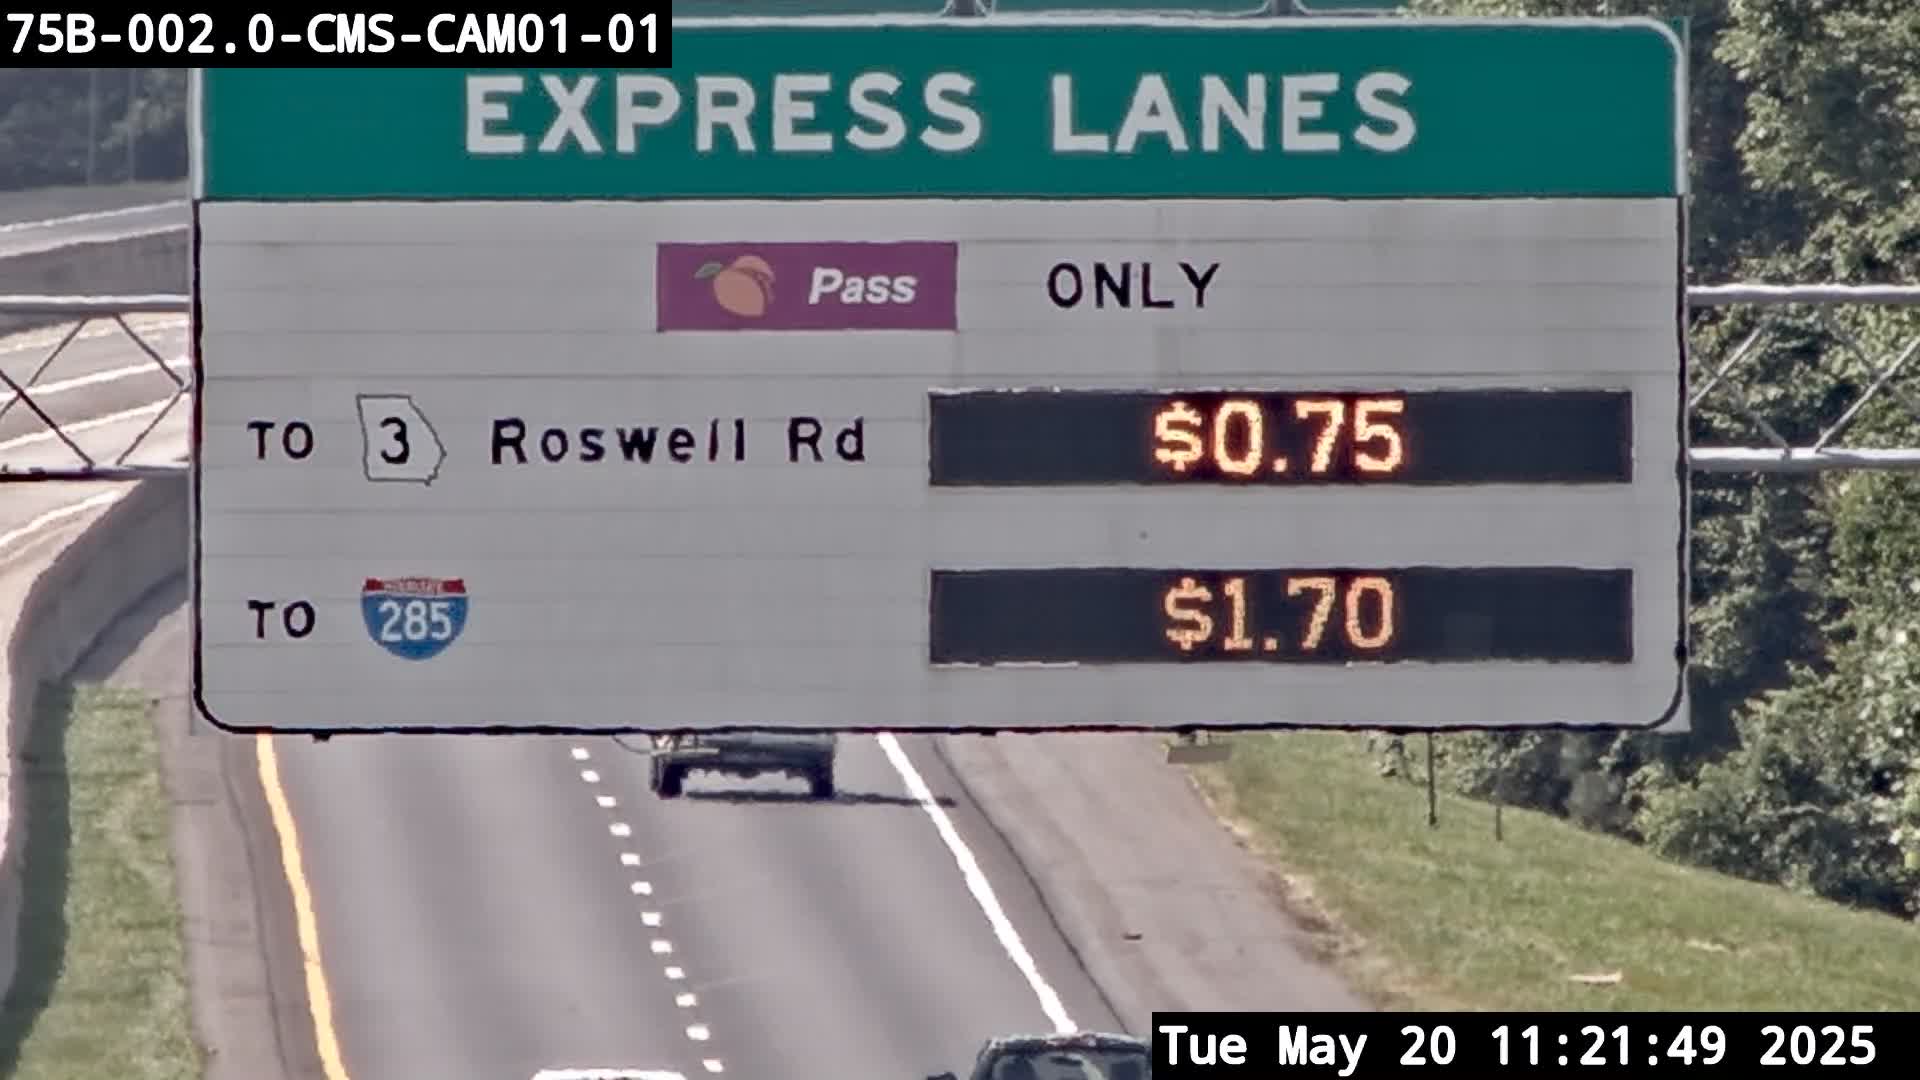 75B-002.0-CMS-CAM01-01
EXPRESS LANES
Pass ONLY
TO 3 Roswell Rd $0.75
TO INTERSTATE 285 $1.70
Tue May 20 11:21:49 2025